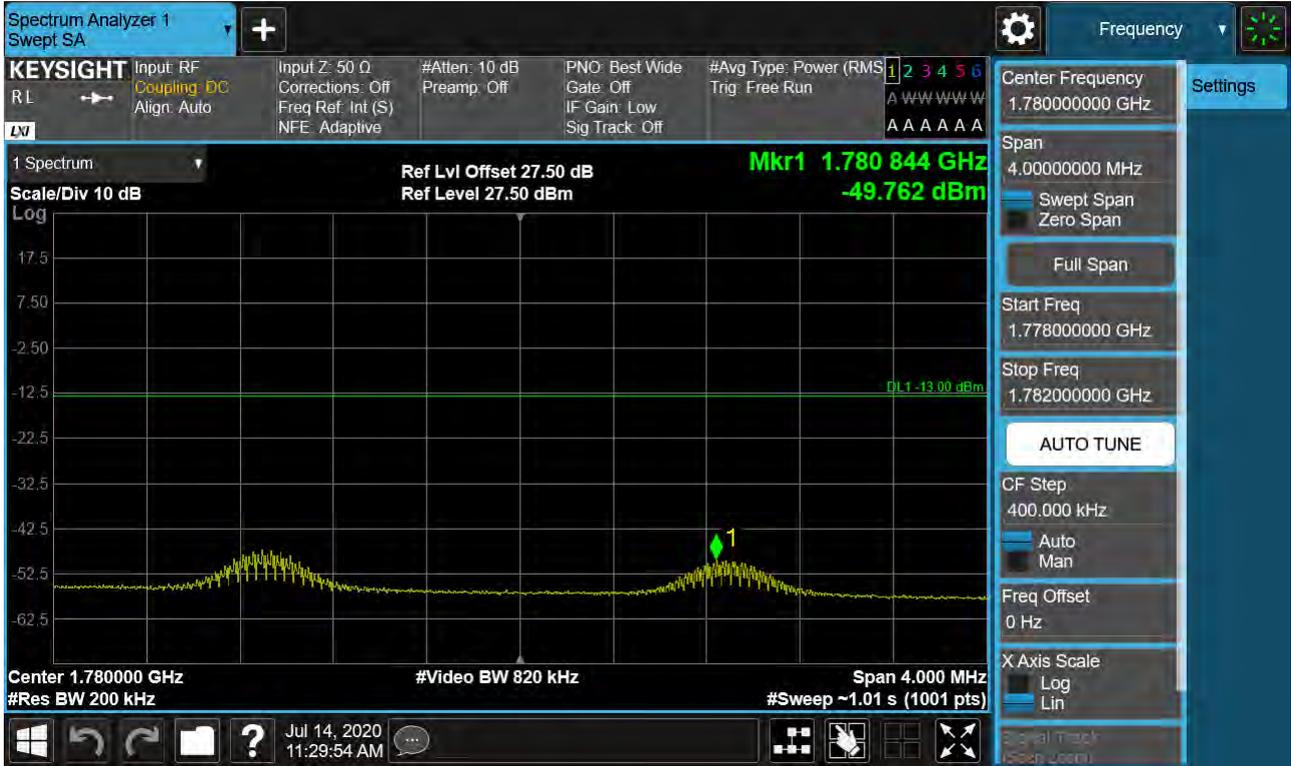 Spectrum Analyzer 1
Swept SA
Frequency
KEYSIGHT
RL
LXI
Input: RF
Coupling: DC
Align: Auto
Input Z: 50 Ω
Corrections: Off
Freq Ref: Int (S)
NFE: Adaptive
#Atten: 10 dB
Preamp: Off
PNO: Best Wide
Gate: Off
IF Gain: Low
Sig Track: Off
#Avg Type: Power (RMS
Trig: Free Run
1 2 3 4 5 6
A W W W W W
A A A A A A
1 Spectrum
Scale/Div 10 dB
Log
Ref Lvl Offset 27.50 dB
Ref Level 27.50 dBm
Mkr1 1.780 844 GHz
-49.762 dBm
17.5
7.50
-2.50
-12.5
-22.5
-32.5
-42.5
-52.5
-62.5
DL1 -13.00 dBm
1
Center 1.780000 GHz
#Res BW 200 kHz
#Video BW 820 kHz
Span 4.000 MHz
#Sweep ~1.01 s (1001 pts)
Center Frequency
1.780000000 GHz
Span
4.00000000 MHz
Swept Span
Zero Span
Full Span
Start Freq
1.778000000 GHz
Stop Freq
1.782000000 GHz
AUTO TUNE
CF Step
400.000 kHz
Auto
Man
Freq Offset
0 Hz
X Axis Scale
Log
Lin
Signal Track
(Span Zoom)
Settings
?
Jul 14, 2020
11:29:54 AM